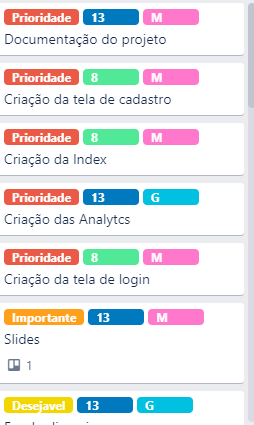 Prioridade 13 M
Documentação do projeto
Prioridade 8 M
Criação da tela de cadastro
Prioridade 8 M
Criação da Index
Prioridade 13 G
Criação das Analytcs
Prioridade 8 M
Criação da tela de login
Importante 13 M
Slides
1
Desejavel 13 G